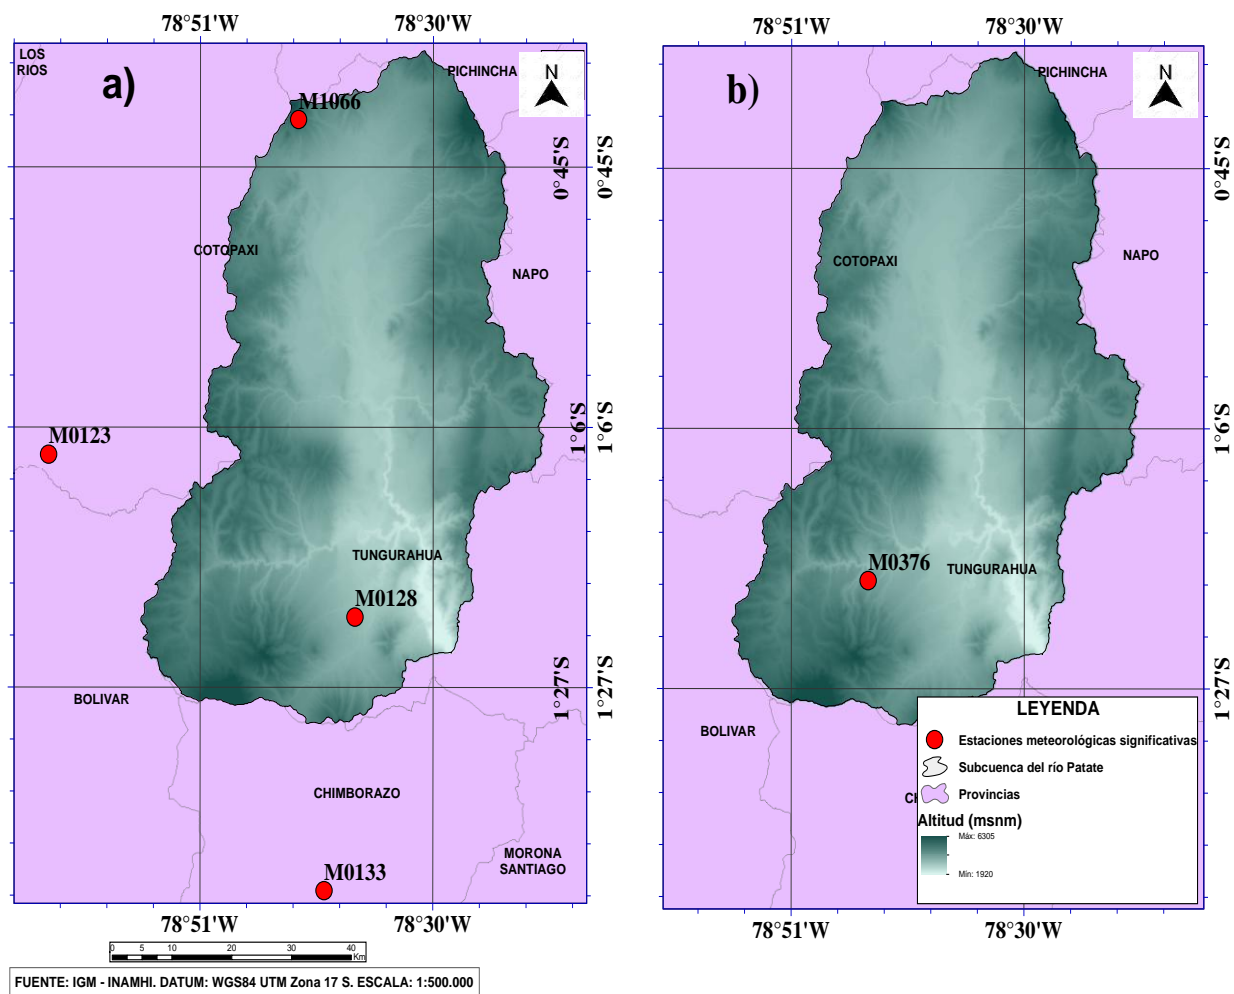 78°51'W
78°30'W
LOS
RIOS
a)
PICHINCHA
N
M1066
0°45'S
0°45'S
COTOPAXI
NAPO
M0123
1°6'S
1°6'S
TUNGURAHUA
M0128
BOLIVAR
1°27'S
1°27'S
CHIMBORAZO
MORONA
SANTIAGO
M0133
78°51'W
78°30'W
0 5 10 20 30 40
Km
FUENTE: IGM - INAMHI. DATUM: WGS84 UTM Zona 17 S. ESCALA: 1:500.000
78°51'W
78°30'W
b)
PICHINCHA
N
0°45'S
COTOPAXI
NAPO
1°6'S
M0376
TUNGURAHUA
1°27'S
BOLIVAR
LEYENDA
Estaciones meteorológicas significativas
Subcuenca del río Patate
Provincias
Altitud (msnm)
Máx: 6305
Mín: 1920
78°51'W
78°30'W